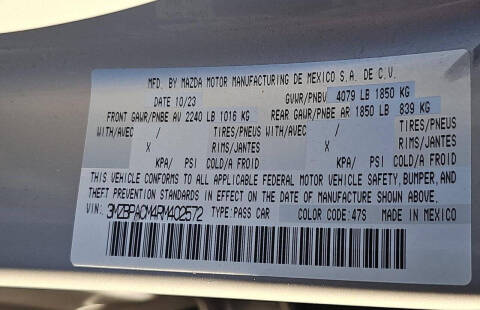 MFD. BY MAZDA MOTOR MANUFACTURING DE MEXICO S.A. DE C.V.
DATE 10/23 GVWR/PNBV 4079 LB 1850 KG
FRONT GAWR/PNBE AV 2240 LB 1016 KG REAR GAWR/PNBE AR 1850 LB 839 KG
WITH/AVEC / TIRES/PNEUS WITH/AVEC / TIRES/PNEUS
X RIMS/JANTES X RIMS/JANTES
KPA/ PSI COLD/A FROID KPA/ PSI COLD/A FROID
THIS VEHICLE CONFORMS TO ALL APPLICABLE FEDERAL MOTOR VEHICLE SAFETY, BUMPER, AND
THEFT PREVENTION STANDARDS IN EFFECT ON THE DATE OF MANUFACTURE SHOWN ABOVE.
VIN: 3MZBPACM4RM402572 TYPE: PASS CAR COLOR CODE: 47S MADE IN MEXICO